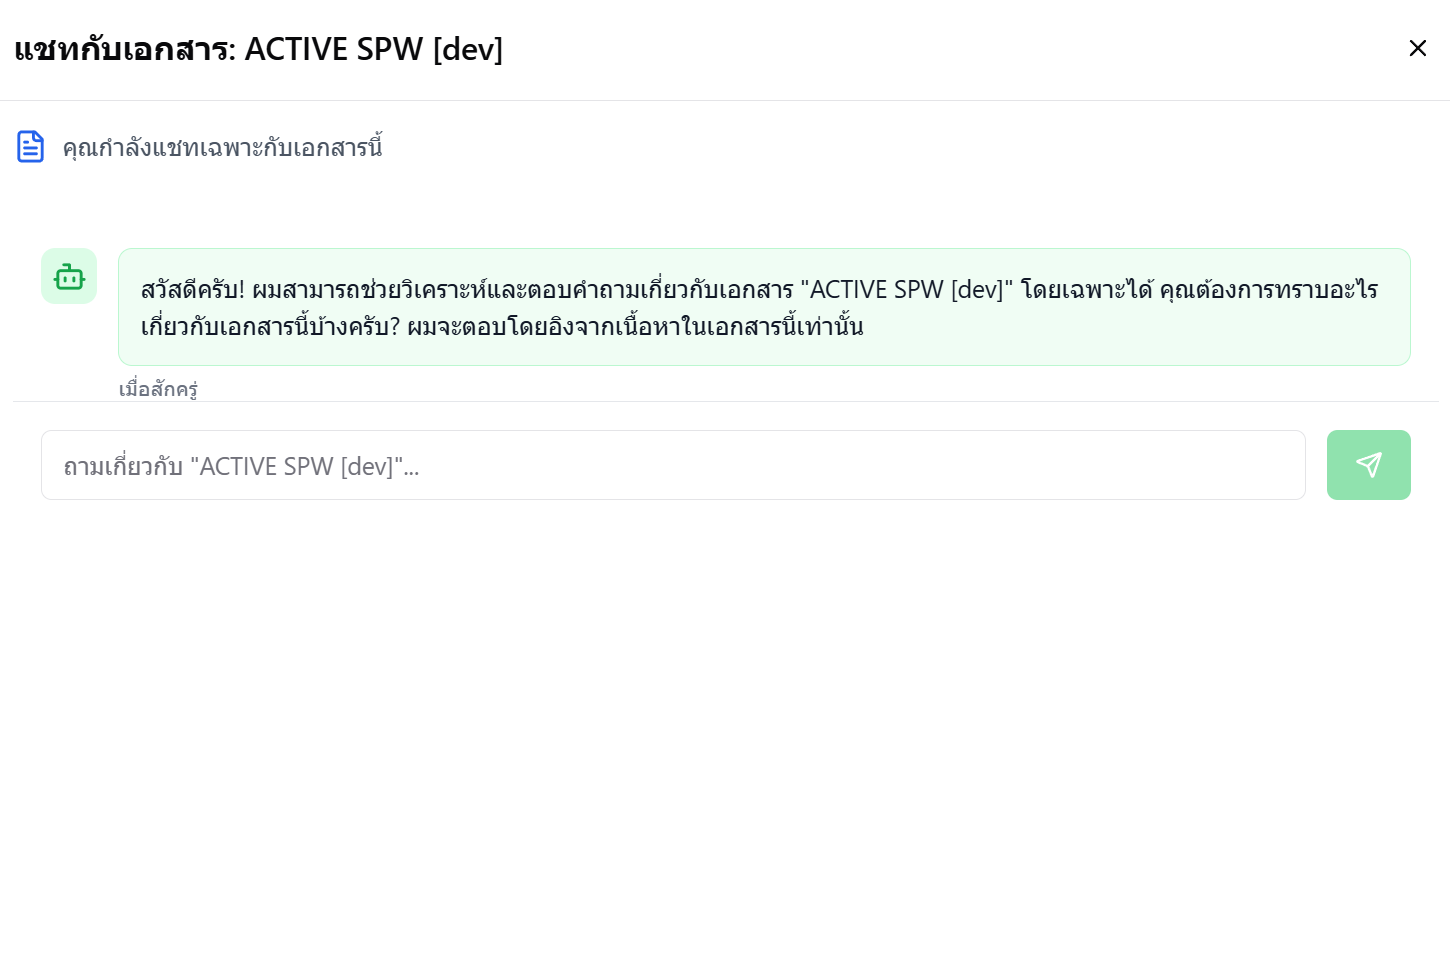 แชทกับเอกสาร: ACTIVE SPW [dev]
คุณกำลังแชทเฉพาะกับเอกสารนี้
สวัสดีครับ! ผมสามารถช่วยวิเคราะห์และตอบคำถามเกี่ยวกับเอกสาร "ACTIVE SPW [dev]" โดยเฉพาะได้ คุณต้องการทราบอะไร
เกี่ยวกับเอกสารนี้บ้างครับ? ผมจะตอบโดยอิงจากเนื้อหาในเอกสารนี้เท่านั้น
เมื่อสักครู่
ถามเกี่ยวกับ "ACTIVE SPW [dev]"...